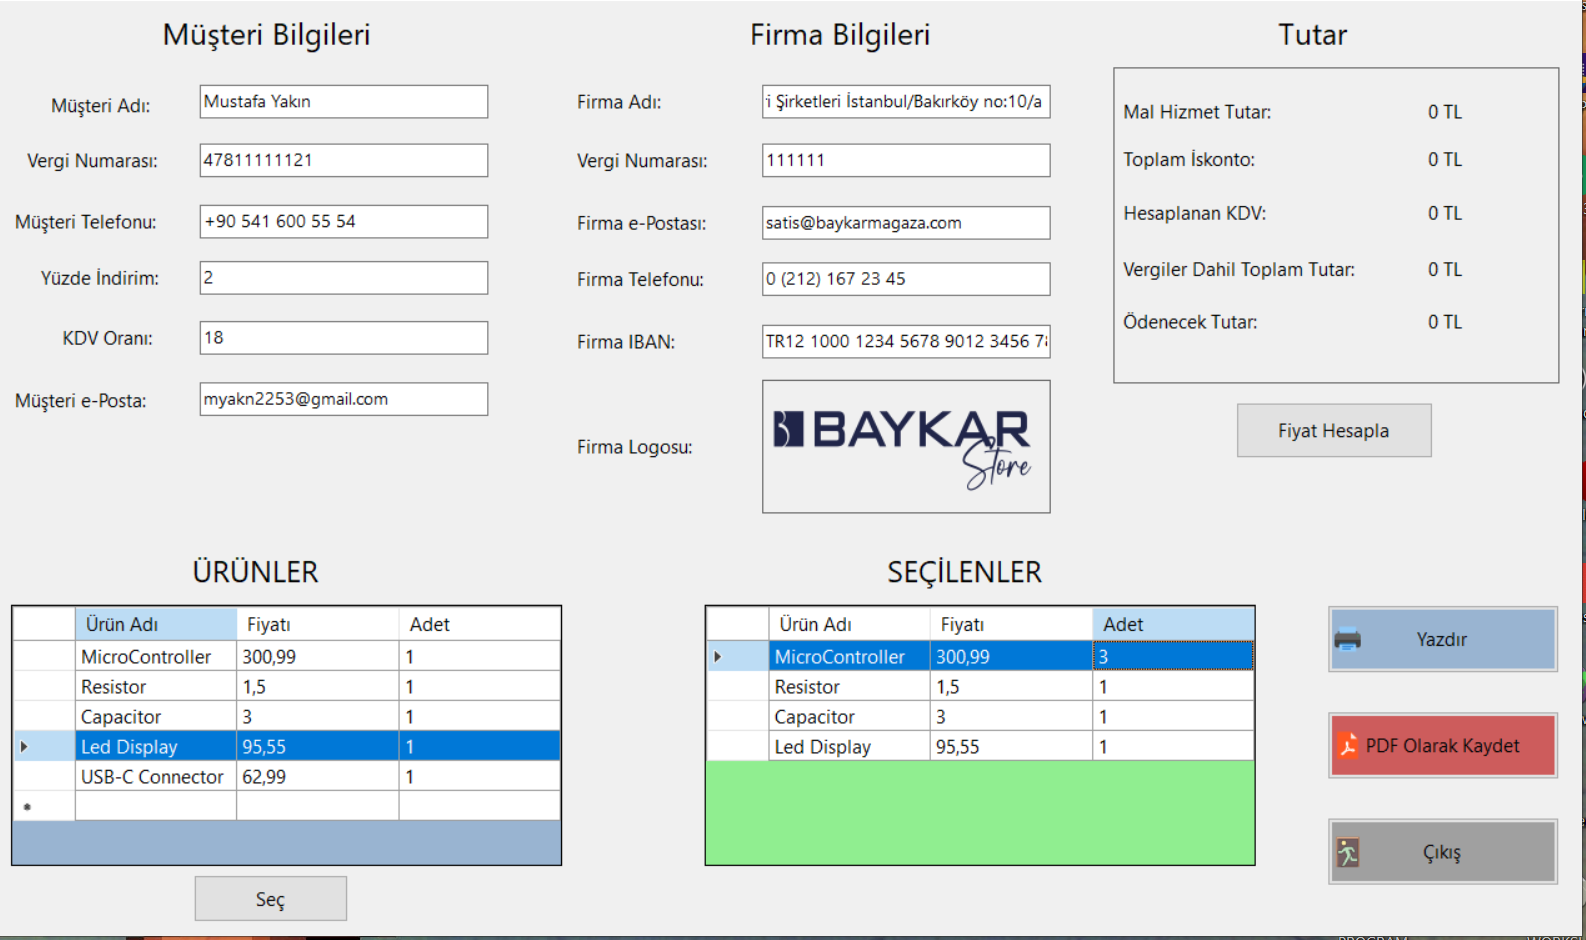 Müşteri Bilgileri
Müşteri Adı: Mustafa Yakın
Vergi Numarası: 47811111121
Müşteri Telefonu: +90 541 600 55 54
Yüzde İndirim: 2
KDV Oranı: 18
Müşteri e-Posta: myakn2253@gmail.com
Firma Bilgileri
Firma Adı: i Şirketleri İstanbul/Bakırköy no:10/a
Vergi Numarası: 111111
Firma e-Postası: satis@baykarmagaza.com
Firma Telefonu: 0 (212) 167 23 45
Firma IBAN: TR12 1000 1234 5678 9012 3456 7
Firma Logosu:
BAYKAR
Store
Tutar
Mal Hizmet Tutar: 0 TL
Toplam İskonto: 0 TL
Hesaplanan KDV: 0 TL
Vergiler Dahil Toplam Tutar: 0 TL
Ödenecek Tutar: 0 TL
Fiyat Hesapla
ÜRÜNLER
Ürün Adı Fiyatı Adet
MicroController 300,99 1
Resistor 1,5 1
Capacitor 3 1
Led Display 95,55 1
USB-C Connector 62,99 1
Seç
SEÇİLENLER
Ürün Adı Fiyatı Adet
MicroController 300,99 3
Resistor 1,5 1
Capacitor 3 1
Led Display 95,55 1
Yazdır
PDF Olarak Kaydet
Çıkış